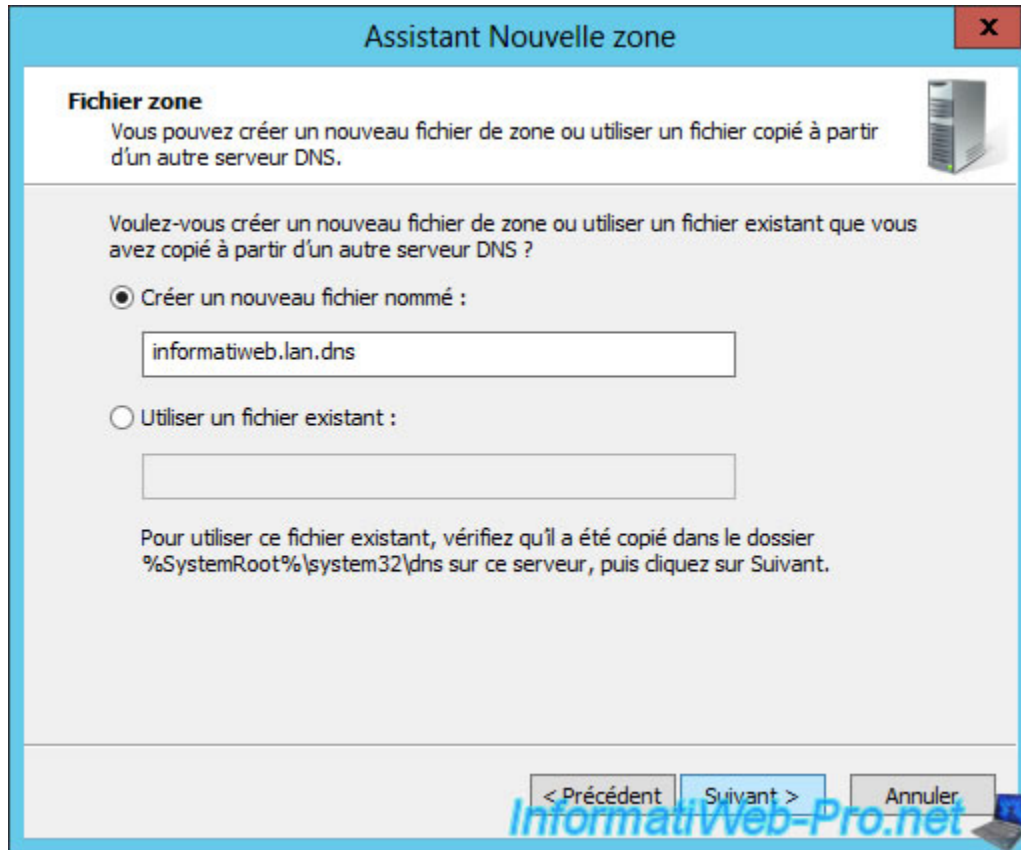 Assistant Nouvelle zone
x
Fichier zone
Vous pouvez créer un nouveau fichier de zone ou utiliser un fichier copié à partir
d'un autre serveur DNS.
Voulez-vous créer un nouveau fichier de zone ou utiliser un fichier existant que vous
avez copié à partir d'un autre serveur DNS ?
Créer un nouveau fichier nommé :
informatiweb.lan.dns
Utiliser un fichier existant :
Pour utiliser ce fichier existant, vérifiez qu'il a été copié dans le dossier
%SystemRoot%\system32\dns sur ce serveur, puis cliquez sur Suivant.
< Précédent Suivant > Annuler
InformatiWeb-Pro.net